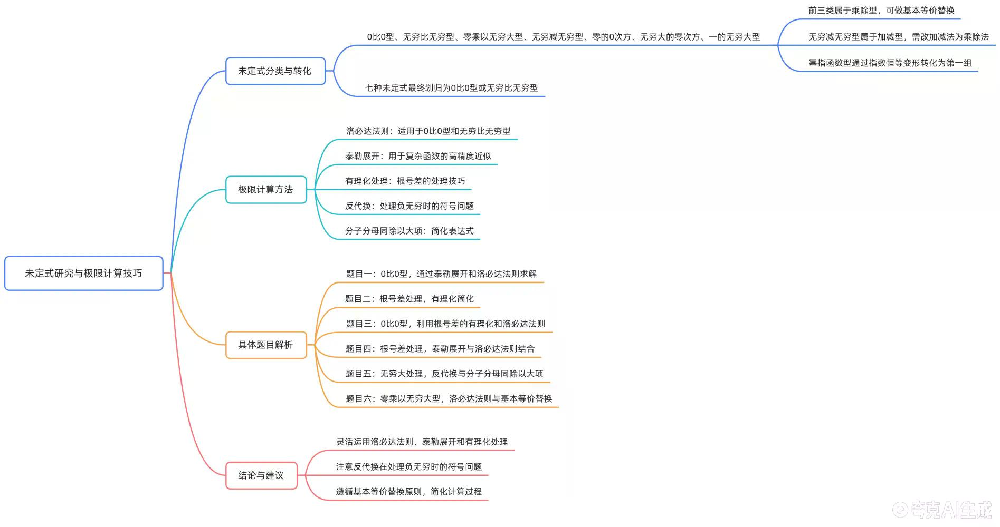 未定式研究与极限计算技巧
未定式分类与转化
0比0型、无穷比无穷型、零乘以无穷大型、无穷减无穷型、零的0次方、无穷大的零次方、一的无穷大型
前三类属于乘除型，可做基本等价替换
无穷减无穷型属于加减型，需改加减法为乘除法
幂指函数型通过指数恒等变形转化为第一组
七种未定式最终划归为0比0型或无穷比无穷型
极限计算方法
洛必达法则：适用于0比0型和无穷比无穷型
泰勒展开：用于复杂函数的高精度近似
有理化处理：根号差的处理技巧
反代换：处理负无穷时的符号问题
分子分母同除以大项：简化表达式
具体题目解析
题目一：0比0型，通过泰勒展开和洛必达法则求解
题目二：根号差处理，有理化简化
题目三：0比0型，利用根号差的有理化和洛必达法则
题目四：根号差处理，泰勒展开与洛必达法则结合
题目五：无穷大处理，反代换与分子分母同除以大项
题目六：零乘以无穷大型，洛必达法则与基本等价替换
结论与建议
灵活运用洛必达法则、泰勒展开和有理化处理
注意反代换在处理负无穷时的符号问题
遵循基本等价替换原则，简化计算过程
夸克AI生成